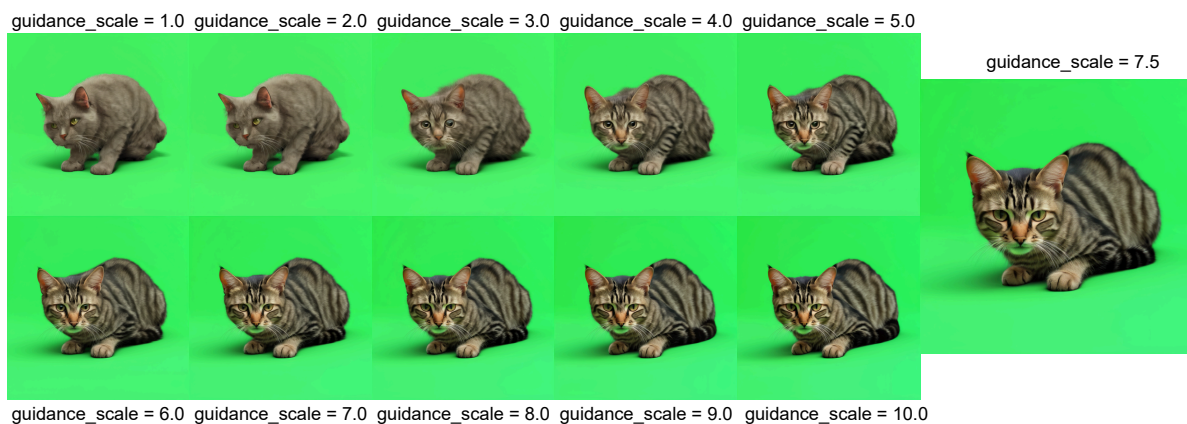 guidance_scale = 1.0
guidance_scale = 2.0
guidance_scale = 3.0
guidance_scale = 4.0
guidance_scale = 5.0
guidance_scale = 7.5
guidance_scale = 6.0
guidance_scale = 7.0
guidance_scale = 8.0
guidance_scale = 9.0
guidance_scale = 10.0